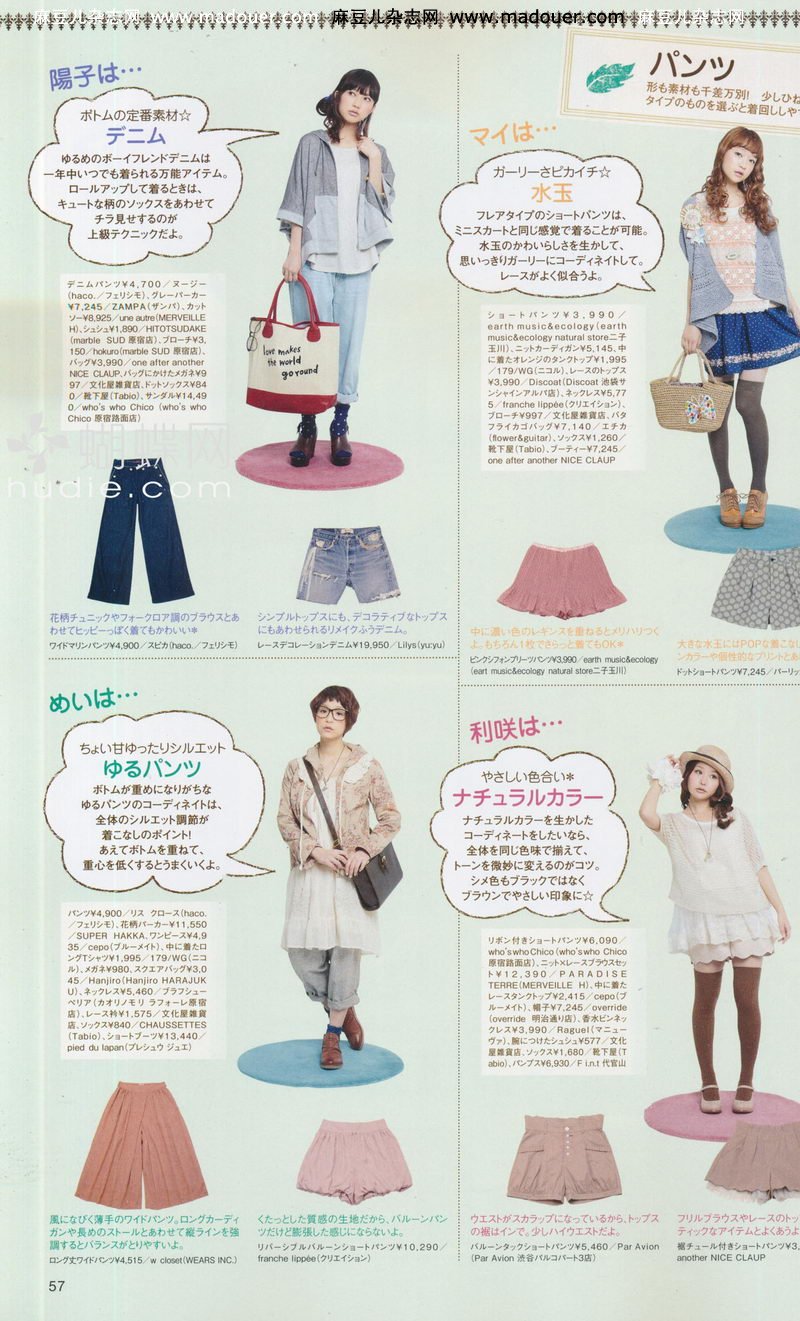 麻豆儿杂志网 www.madouer.com 麻豆儿杂志网 www.madouer.com 麻豆儿杂志网
パンツ
形も素材も千差万別! 少しひね
タイプのものを選ぶと着回ししや
陽子は…
ボトムの定番素材☆
デニム
ゆるめのボーイフレンドデニムは
一年中いつでも着られる万能アイテム。
ロールアップして着るときは、
キュートな柄のソックスをあわせて
チラ見せするのが
上級テクニックだよ。
デニムパンツ¥4,700/ヌージー
(haco./フェリシモ)、グレーパーカー
¥7,245/ZAMPA(ザンパ)、カット
ソー¥8,925/une autre(MERVEILLE
H)、シュシュ¥1,890/HITOTSUDAKE
(marble SUD 原宿店)、ブローチ¥3,
150/hokuro(marble SUD 原宿店)、
バッグ¥3,990/one after another
NICE CLAUP、バッグにかけたメガネ¥9
97/文化屋雑貨店、ドットソックス¥84
0/靴下屋(Tabio)、サンダル¥14,49
0/who's who Chico (who's who
Chico 原宿路面店)
love makes
the world
go round
蝴蝶网
hudie.com
花柄チュニックやフォークロア調のブラウスとあ
わせてヒッピーっぽく着てもかわいい*
ワイドマリンパンツ¥4,900/スピカ(haco./フェリシモ)
シンプルトップスにも、デコラティブなトップス
にもあわせられるリメイクふうデニム。
レースデコレーションデニム¥19,950/Lilys(yu:yu)
マイは…
ガーリーさピカイチ☆
水玉
フレアタイプのショートパンツは、
ミニスカートと同じ感覚で着ることが可能。
水玉のかわいらしさを生かして、
思いっきりガーリーにコーディネイトして。
レースがよく似合うよ。
ショートパンツ¥3,990/
earth music&ecology(earth
music&ecology natural store二子
玉川)、ニットカーディガン¥5,145、中
に着たオレンジのタンクトップ¥1,995
/179/WG(ニコル)、レースのトップス
¥3,990/Discoat(Discoat 池袋サ
ンシャインアルパ店)、ネックレス¥5,77
5/franche lippée(クリエイション)、
ブローチ¥997/文化屋雑貨店、バタ
フライカゴバッグ¥7,140/エチカ
(flower&guitar)、ソックス¥1,260/
靴下屋(Tabio)、ブーティー¥7,245/
one after another NICE CLAUP
中に濃い色のレギンスを重ねるとメリハリつく
よ。もちろん1枚でさらっと着てもOK*
ピンクシフォンプリーツパンツ¥3,990/earth music&ecology
(eart music&ecology natural store二子玉川)
大きな水玉にはPOPな着こな
ンカラーや個性的なプリントとあ
ドットショートパンツ¥7,245/パーリッ
めいは…
ちょい甘ゆったりシルエット
ゆるパンツ
ボトムが重めになりがちな
ゆるパンツのコーディネイトは、
全体のシルエット調節が
着こなしのポイント!
あえてボトムを重ねて、
重心を低くするとうまくいくよ。
パンツ¥4,900/リス クロース(haco.
/フェリシモ)、花柄パーカー¥11,550
/SUPER HAKKA、ワンピース¥4,9
35/cepo(ブルーメイト)、中に着たロ
ングTシャツ¥1,995/179/WG(ニコ
ル)、メガネ¥980、スクエアバッグ¥3,0
45/Hanjiro(Hanjiro HARAJUK
U)、ネックレス¥5,460/プラフシュー
ペリア(カオリノモリ ラフォーレ原宿
店)、レース衿¥1,575/文化屋雑貨
店、ソックス¥840/CHAUSSETTES
(Tabio)、ショートブーツ¥13,440/
pied du lapan(プレシュウ ジュエ)
風になびく薄手のワイドパンツ。ロングカーディ
ガンや長めのストールとあわせて縦ラインを強
調するとバランスがとりやすいよ。
ロング丈ワイドパンツ¥4,515/w closet(WEARS INC.)
くたっとした質感の生地だから、バルーンパン
ツだけど膨張した感じにならないよ。
リバーシブルバルーンショートパンツ¥10,290/
franche lippée(クリエイション)
利咲は…
やさしい色合い*
ナチュラルカラー
ナチュラルカラーを生かした
コーディネートをしたいなら、
全体を同じ色味で揃えて、
トーンを微妙に変えるのがコツ。
シメ色もブラックではなく
ブラウンでやさしい印象に☆
リボン付きショートパンツ¥6,090/
who's who Chico(who's who Chico
原宿路面店)、ニット×レースブラウスセッ
ト¥12,390/PARADISE
TERRE(MERVEILLE H)、中に着た
レースタンクトップ¥2,415/cepo(ブ
ルーメイト)、帽子¥7,245/override
(override 明治通り店)、香水ビンネッ
クレス¥3,990/Raguel(マニュー
ヴァ)、腕につけたシュシュ¥577/文化
屋雑貨店、ソックス¥1,680/靴下屋(T
abio)、パンプス¥6,930/F i.n.t 代官山
ウエストがスカラップになっているから、トップス
の裾はインで。少しハイウエストだよ。
バルーンタックショートパンツ¥5,460/Par Avion
(Par Avion 渋谷パルコパート3店)
フリルブラウスやレースのトッ
ティックなアイテムとよくあうよ
裾チュール付きショートパンツ¥3,
another NICE CLAUP
57